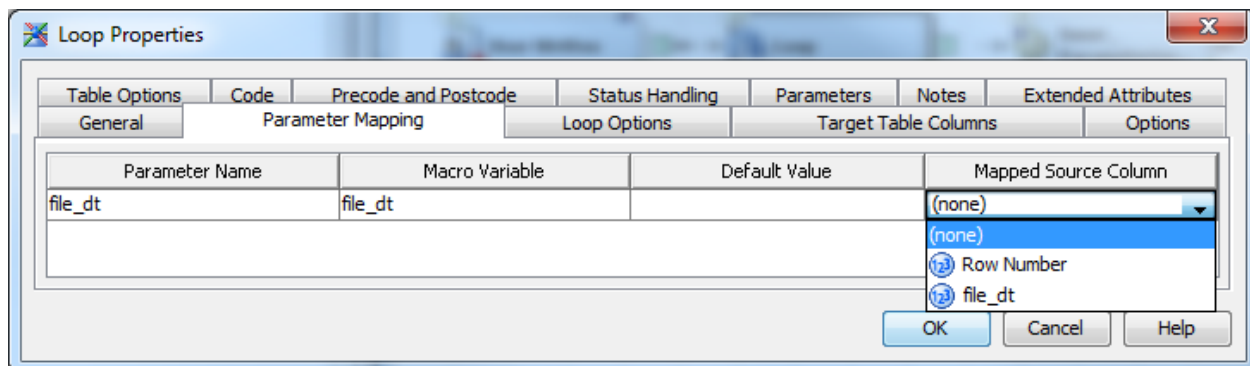 Loop Properties
Table Options Code Precode and Postcode Status Handling Parameters Notes Extended Attributes
General Parameter Mapping Loop Options Target Table Columns Options
Parameter Name Macro Variable Default Value Mapped Source Column
file_dt file_dt (none)
(none)
123 Row Number
123 file_dt
OK Cancel Help